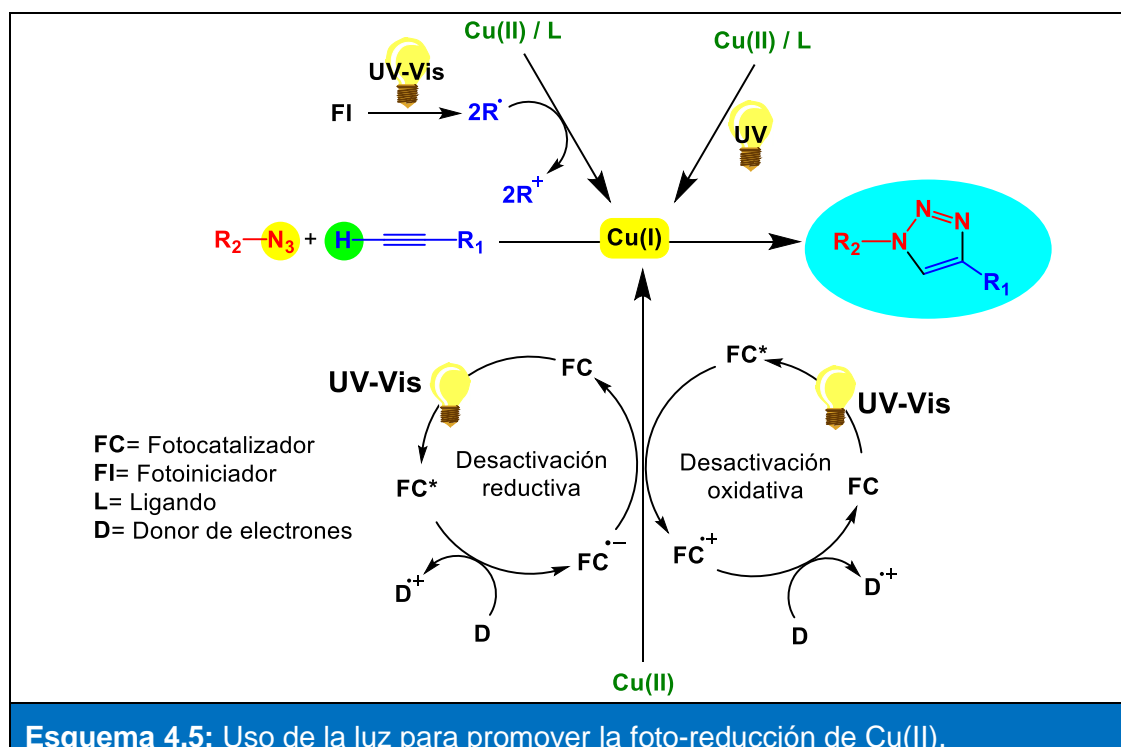 Cu(II) / L
Cu(II) / L
UV-Vis
FI
2R•
UV
2R+
R2 N3 + H R1
Cu(I)
R2 N N N R1
FC
FC*
UV-Vis
UV-Vis
FC= Fotocatalizador
FI= Fotoiniciador
L= Ligando
D= Donor de electrones
Desactivación
reductiva
Desactivación
oxidativa
FC*
FC
FC•−
FC•+
D•+
D•+
D
D
Cu(II)
Esquema 4.5: Uso de la luz para promover la foto-reducción de Cu(II).